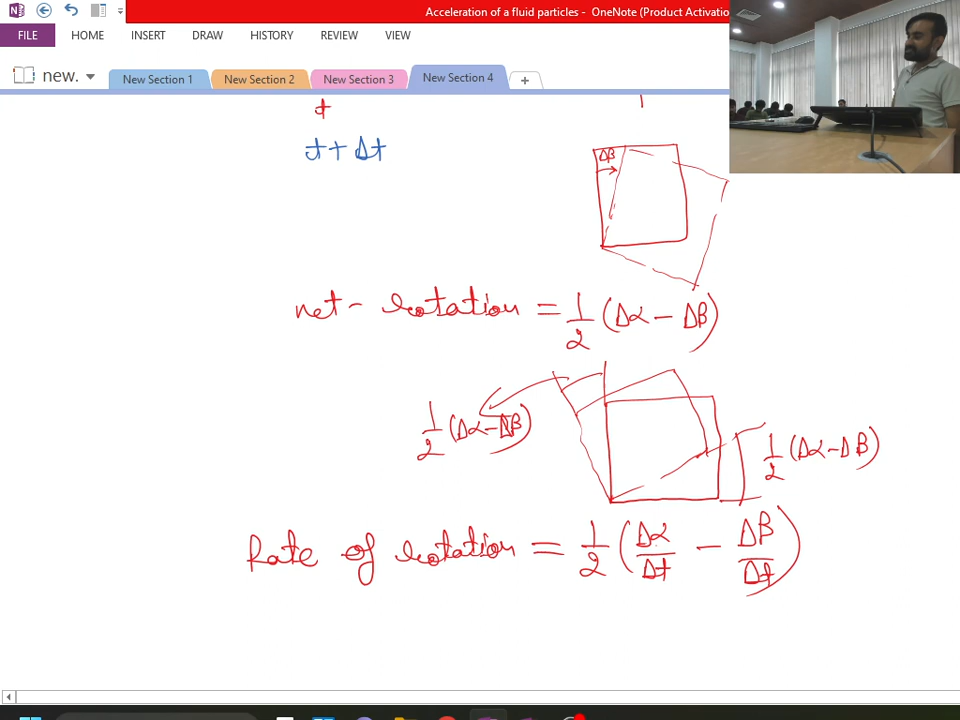 Acceleration of a fluid particles - OneNote (Product Activatio
FILE HOME INSERT DRAW HISTORY REVIEW VIEW
new. New Section 1 New Section 2 New Section 3 New Section 4 +
t
t + Δt
Δβ
net- rotation = 1/2 (Δα - Δβ)
1/2 (Δα - Δβ)
1/2 (Δα - Δβ)
Rate of rotation = 1/2 (Δα/Δt - Δβ/Δt)